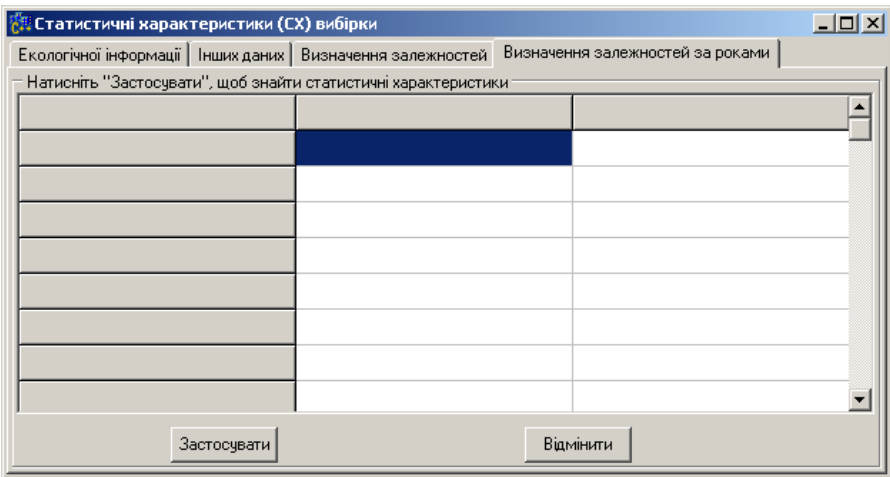 Статистичні характеристики (СХ) вибірки
Екологічної інформації Інших даних Визначення залежностей Визначення залежностей за роками
Натисніть "Застосувати", щоб знайти статистичні характеристики
Застосувати Відмінити